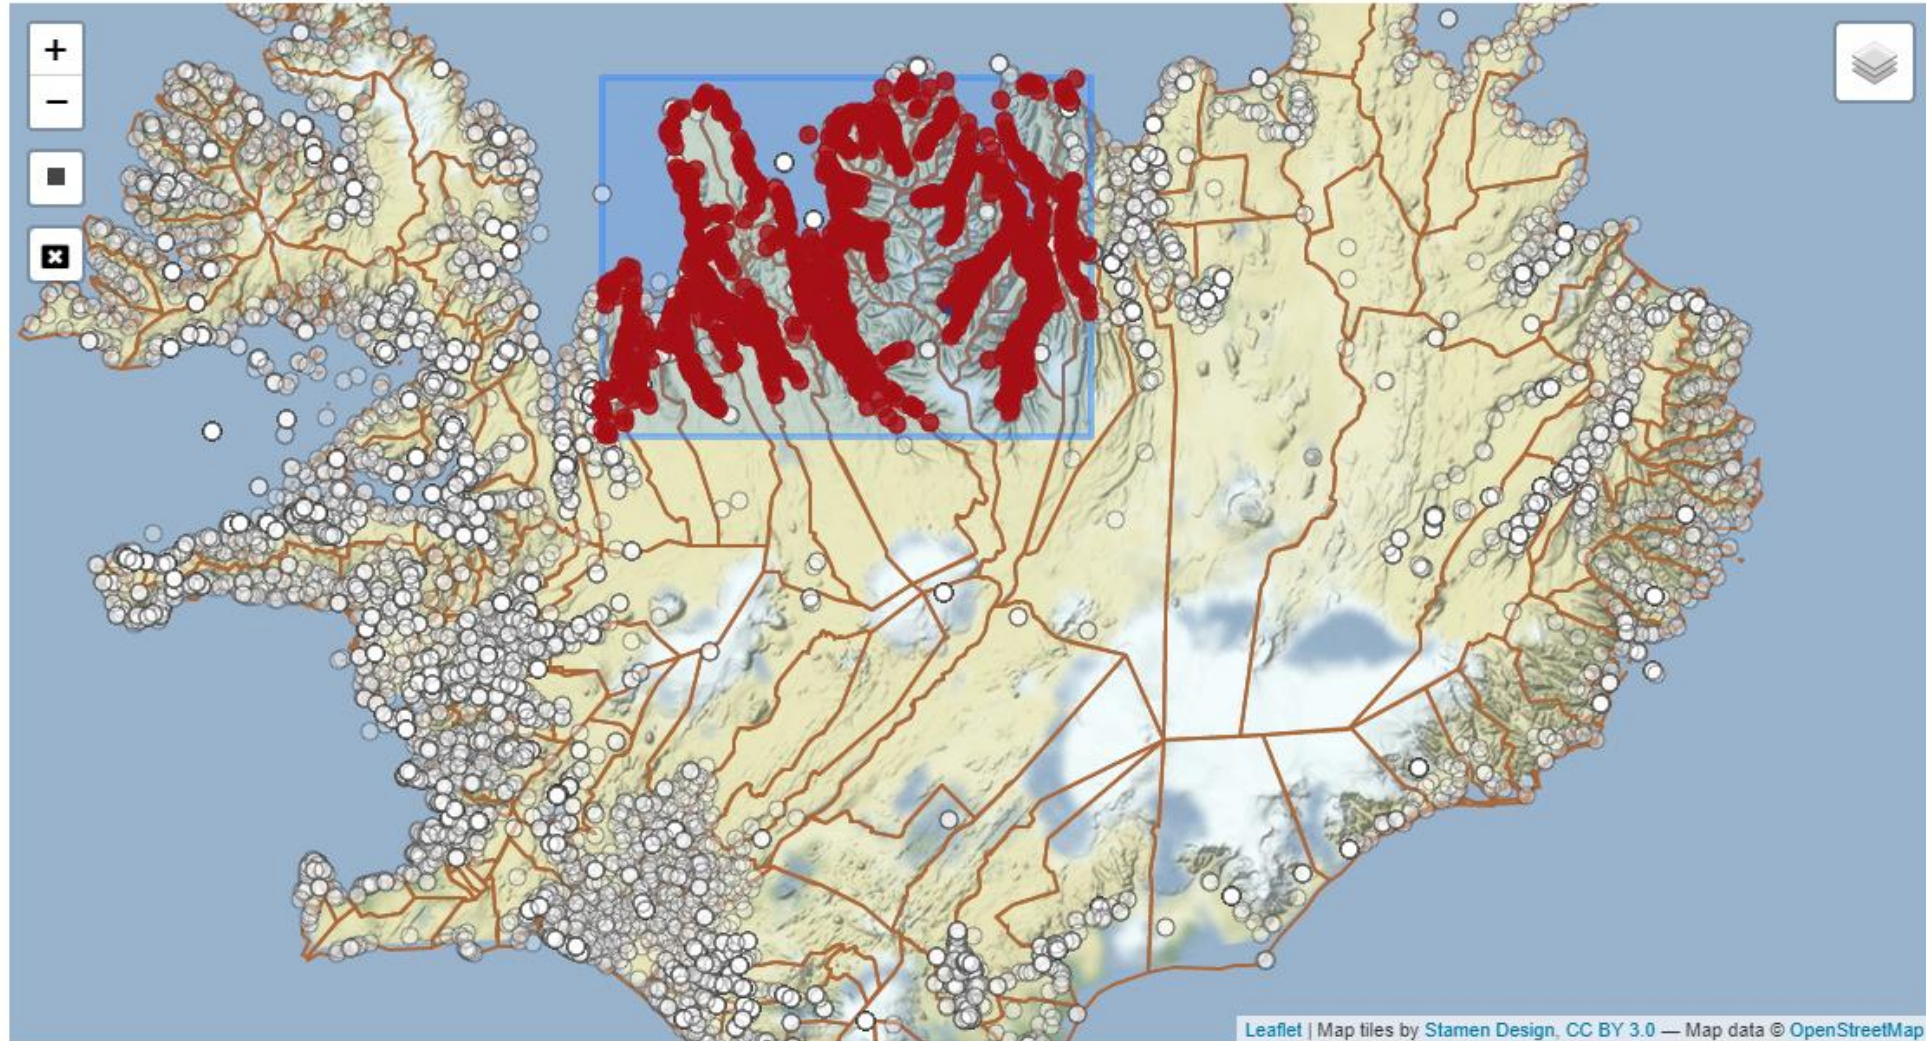 +
−
Leaflet | Map tiles by Stamen Design, CC BY 3.0 — Map data © OpenStreetMap